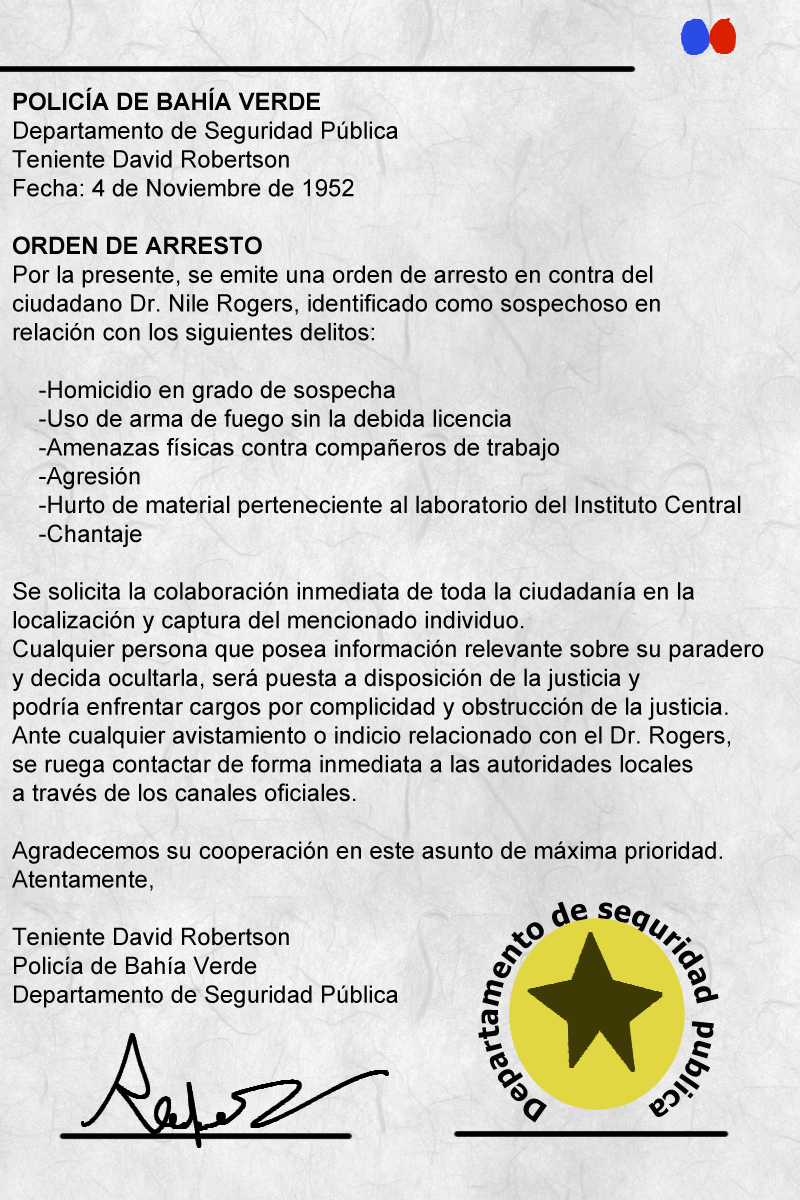 POLICÍA DE BAHÍA VERDE
Departamento de Seguridad Pública
Teniente David Robertson
Fecha: 4 de Noviembre de 1952
ORDEN DE ARRESTO
Por la presente, se emite una orden de arresto en contra del
ciudadano Dr. Nile Rogers, identificado como sospechoso en
relación con los siguientes delitos:
-Homicidio en grado de sospecha
-Uso de arma de fuego sin la debida licencia
-Amenazas físicas contra compañeros de trabajo
-Agresión
-Hurto de material perteneciente al laboratorio del Instituto Central
-Chantaje
Se solicita la colaboración inmediata de toda la ciudadanía en la
localización y captura del mencionado individuo.
Cualquier persona que posea información relevante sobre su paradero
y decida ocultarla, será puesta a disposición de la justicia y
podría enfrentar cargos por complicidad y obstrucción de la justicia.
Ante cualquier avistamiento o indicio relacionado con el Dr. Rogers,
se ruega contactar de forma inmediata a las autoridades locales
a través de los canales oficiales.
Agradecemos su cooperación en este asunto de máxima prioridad.
Atentamente,
Teniente David Robertson
Policía de Bahía Verde
Departamento de Seguridad Pública
Departamento de seguridad publica